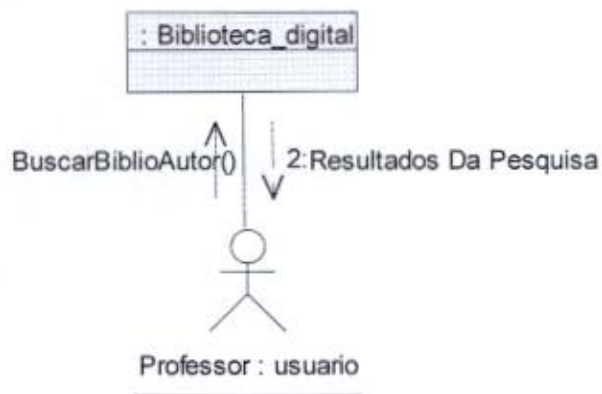 : Biblioteca_digital
BuscarBiblioAutor()
2:Resultados Da Pesquisa
Professor : usuario